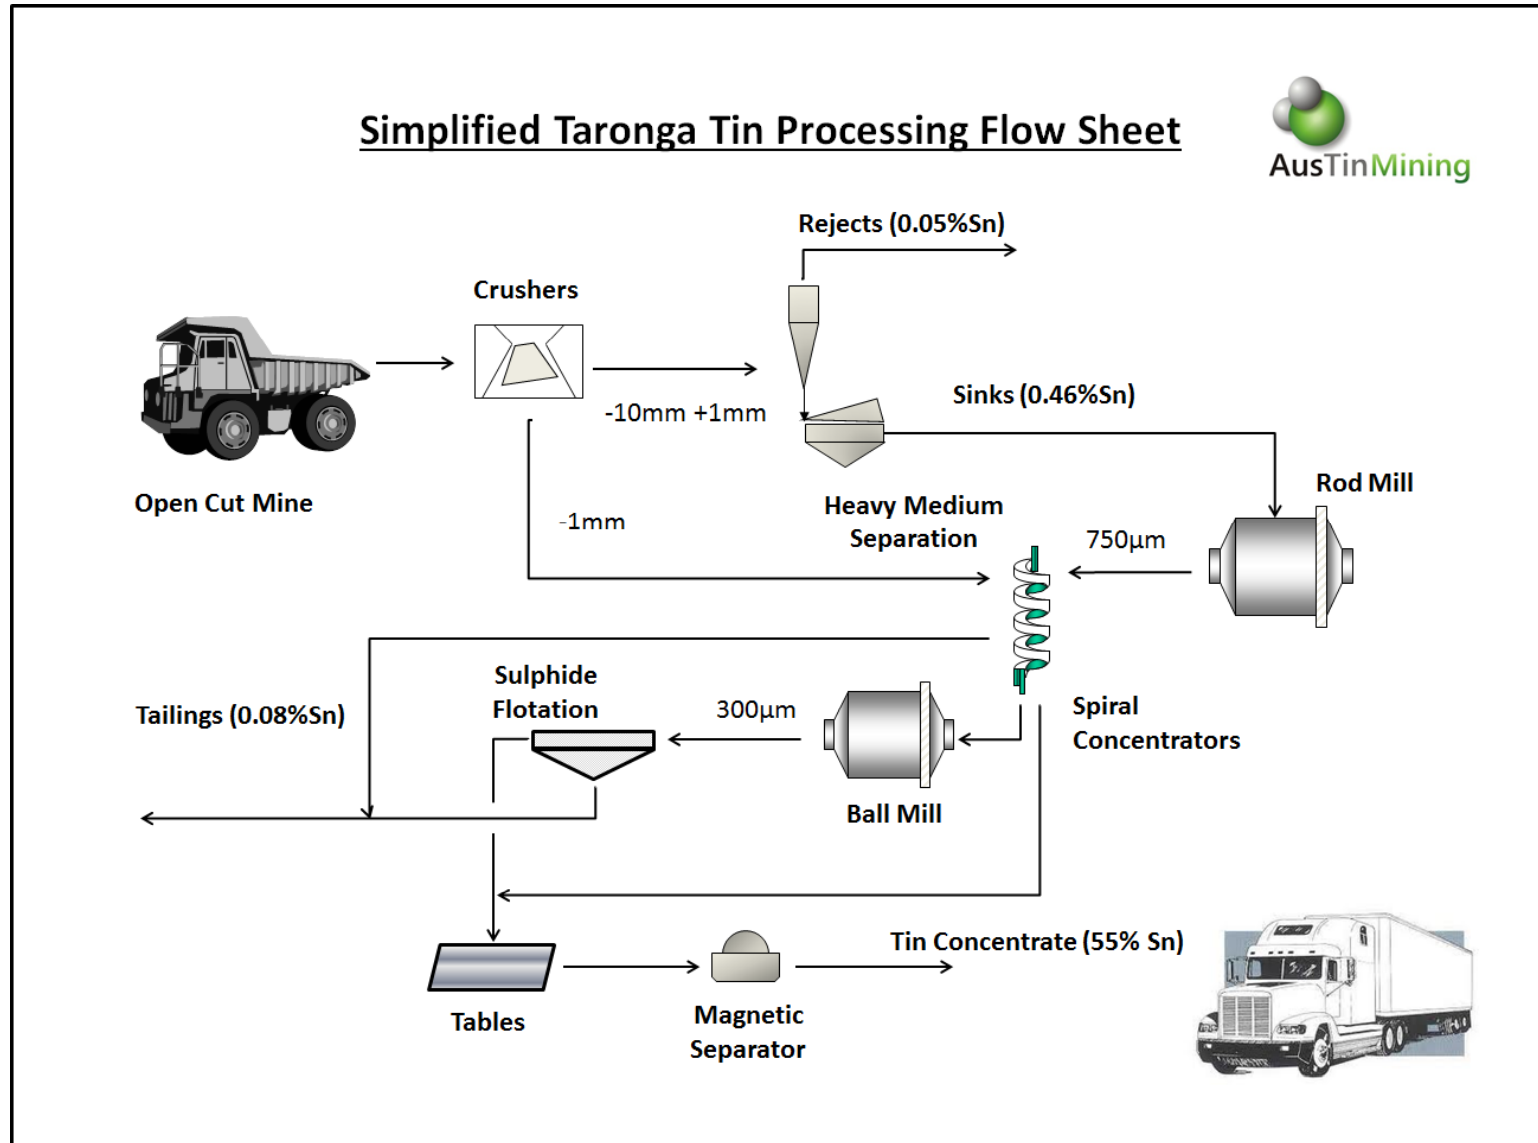 Simplified Taronga Tin Processing Flow Sheet
AusTinMining
Rejects (0.05%Sn)
Crushers
-10mm +1mm
Sinks (0.46%Sn)
Open Cut Mine
-1mm
Heavy Medium
Separation
Rod Mill
750µm
Sulphide
Flotation
300µm
Tailings (0.08%Sn)
Spiral
Concentrators
Ball Mill
Tin Concentrate (55% Sn)
Tables
Magnetic
Separator